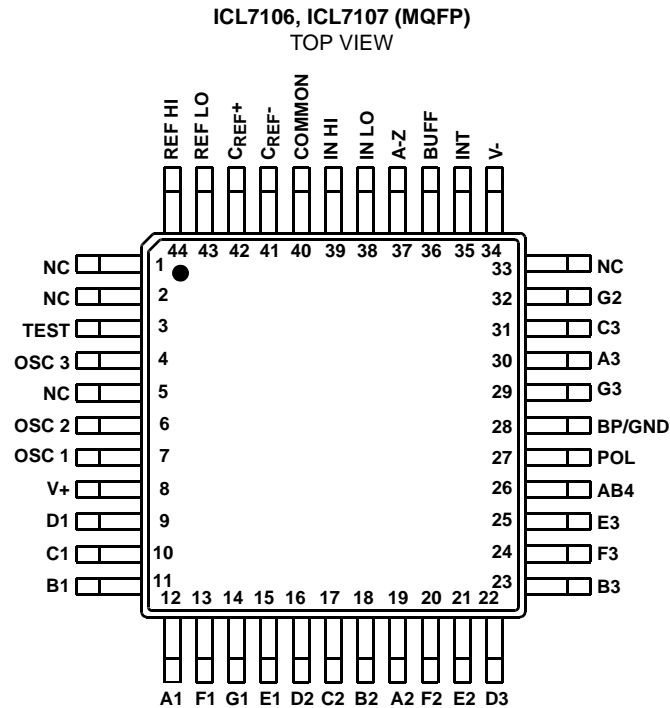 ICL7106, ICL7107 (MQFP)
TOP VIEW
REF HI
REF LO
CREF+
CREF-
COMMON
IN HI
IN LO
A-Z
BUFF
INT
V-
44 43 42 41 40 39 38 37 36 35 34
NC 1 33 NC
NC 2 32 G2
TEST 3 31 C3
OSC 3 4 30 A3
NC 5 29 G3
OSC 2 6 28 BP/GND
OSC 1 7 27 POL
V+ 8 26 AB4
D1 9 25 E3
C1 10 24 F3
B1 11 23 B3
12 13 14 15 16 17 18 19 20 21 22
A1 F1 G1 E1 D2 C2 B2 A2 F2 E2 D3